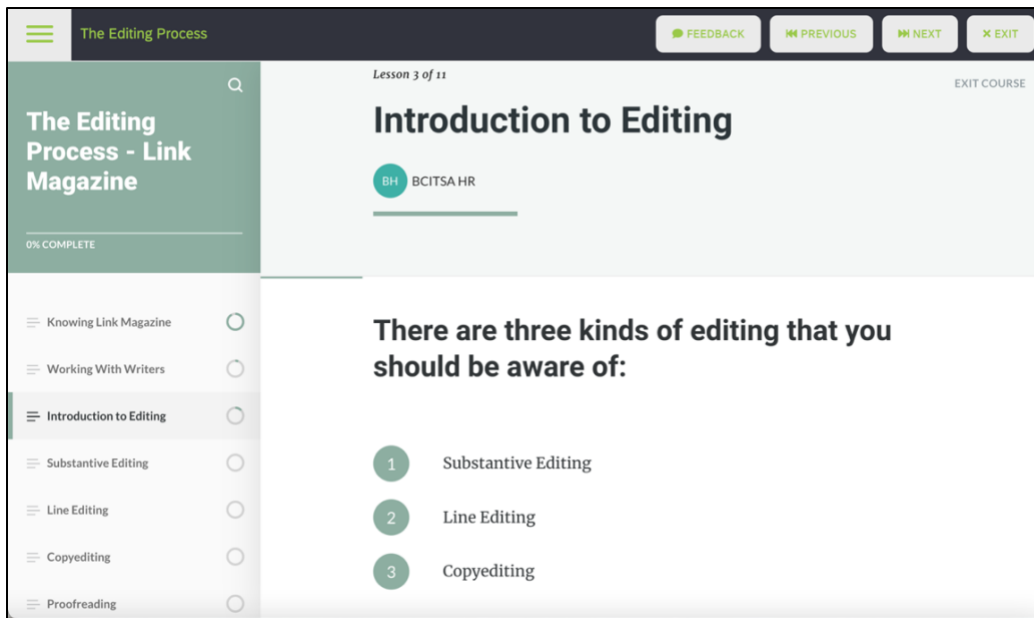 The Editing Process
FEEDBACK
PREVIOUS
NEXT
× EXIT
The Editing
Process - Link
Magazine
0% COMPLETE
Knowing Link Magazine
Working With Writers
Introduction to Editing
Substantive Editing
Line Editing
Copyediting
Proofreading
Lesson 3 of 11
EXIT COURSE
Introduction to Editing
BH BCITSA HR
There are three kinds of editing that you
should be aware of:
1 Substantive Editing
2 Line Editing
3 Copyediting